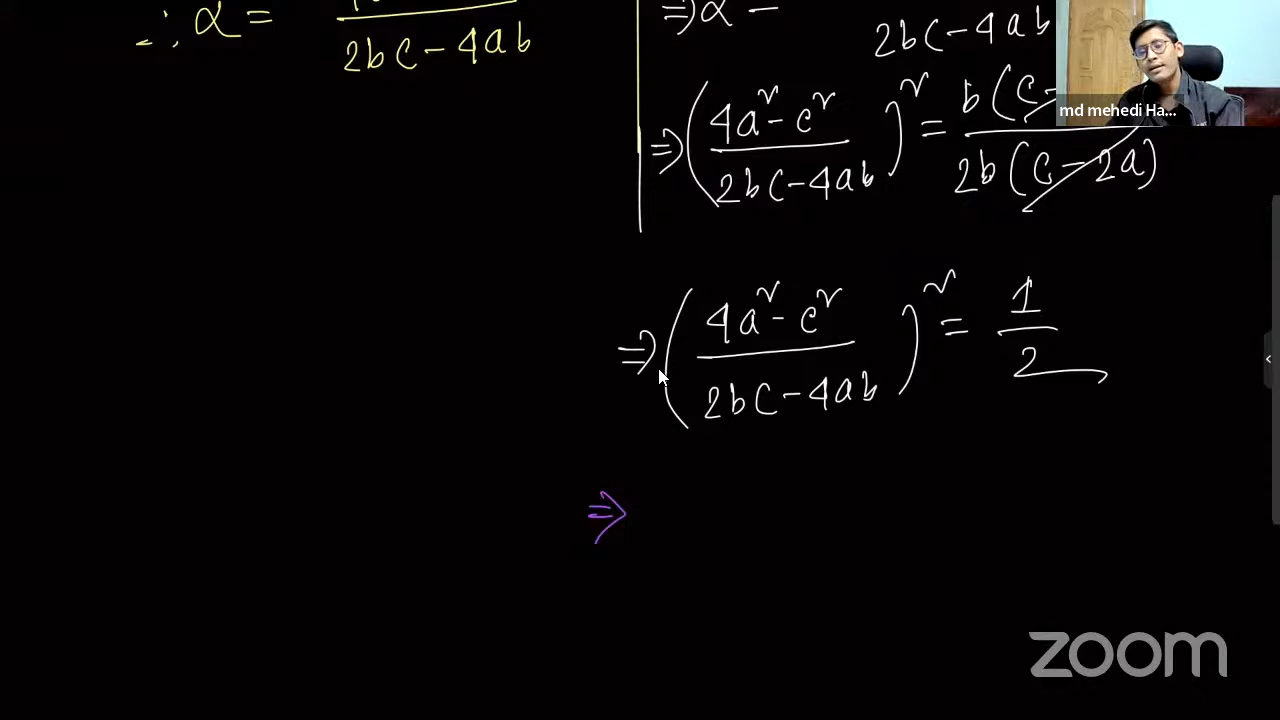 ∴ α = ―――
2bc - 4ab
⇒ α =
2bc - 4ab
⇒ ( (4a² - c²) / (2bc - 4ab) )² = b(c- / 2b(c - 2a)
md mehedi Ha...
⇒ ( (4a² - c²) / (2bc - 4ab) )² = 1/2
⇒
zoom